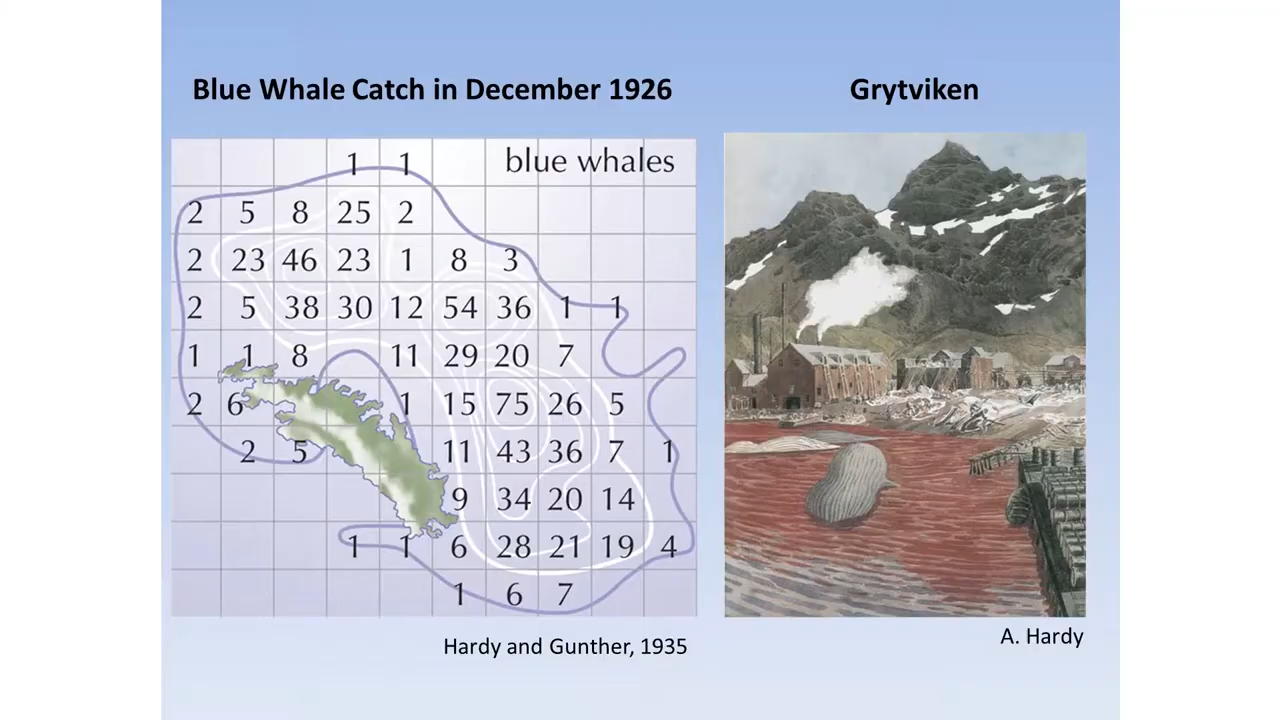 Blue Whale Catch in December 1926
Grytviken
1 1 blue whales
2 5 8 25 2
2 23 46 23 1 8 3
2 5 38 30 12 54 36 1 1
1 1 8 11 29 20 7
2 6 1 15 75 26 5
2 5 11 43 36 7 1
9 34 20 14
1 1 6 28 21 19 4
1 6 7
Hardy and Gunther, 1935
A. Hardy